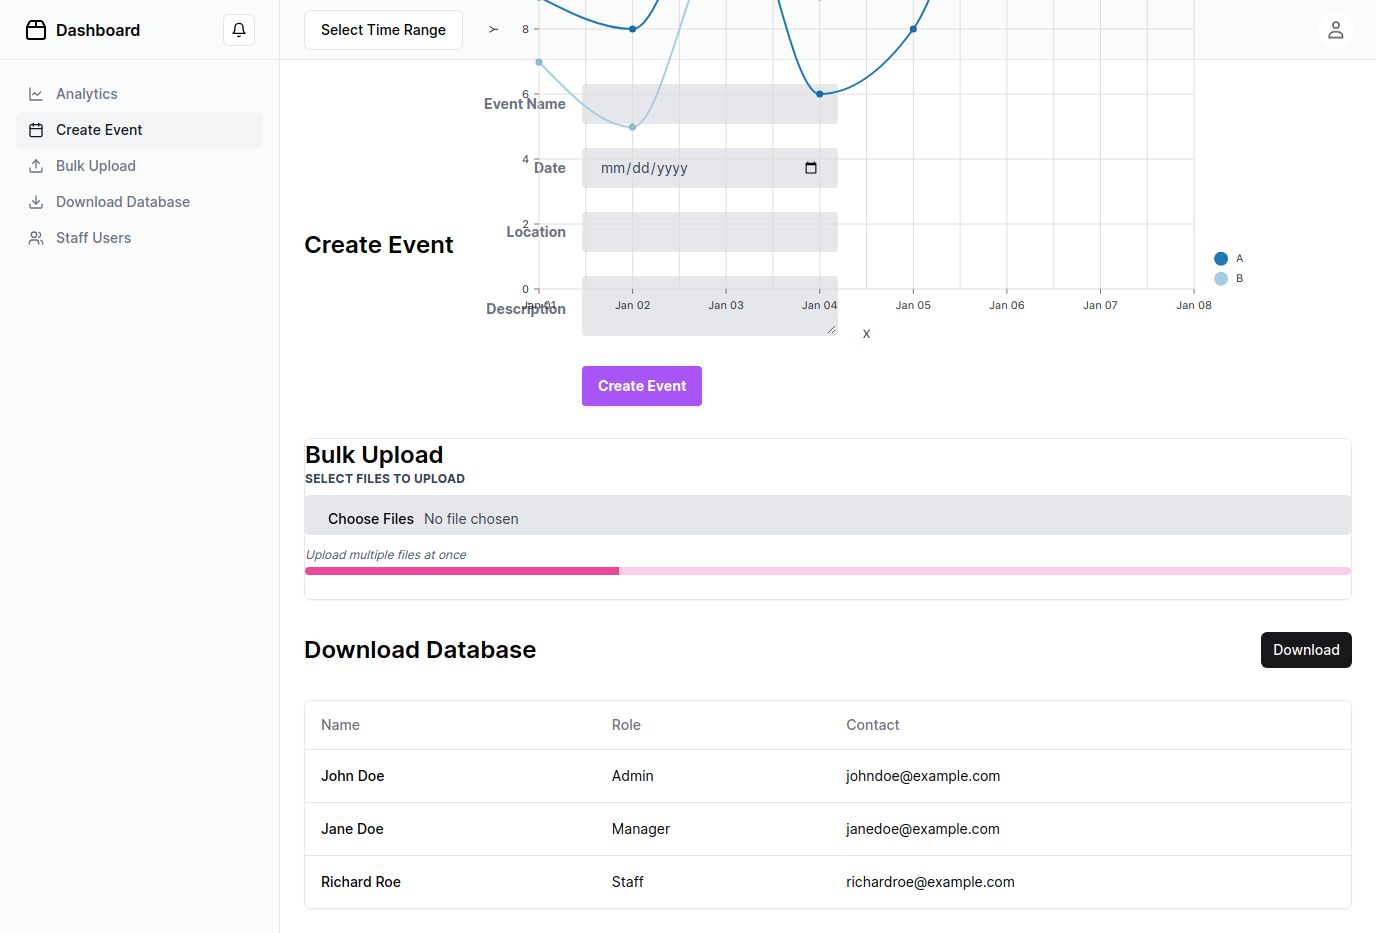 Dashboard
Select Time Range
Analytics
Create Event
Bulk Upload
Download Database
Staff Users
Y
8
6
4
2
0
Jan 01
Jan 02
Jan 03
Jan 04
Jan 05
Jan 06
Jan 07
Jan 08
X
A
B
Create Event
Event Name
Date
mm/dd/yyyy
Location
Description
Create Event
Bulk Upload
SELECT FILES TO UPLOAD
Choose Files No file chosen
Upload multiple files at once
Download Database
Download
Name Role Contact
John Doe Admin johndoe@example.com
Jane Doe Manager janedoe@example.com
Richard Roe Staff richardroe@example.com